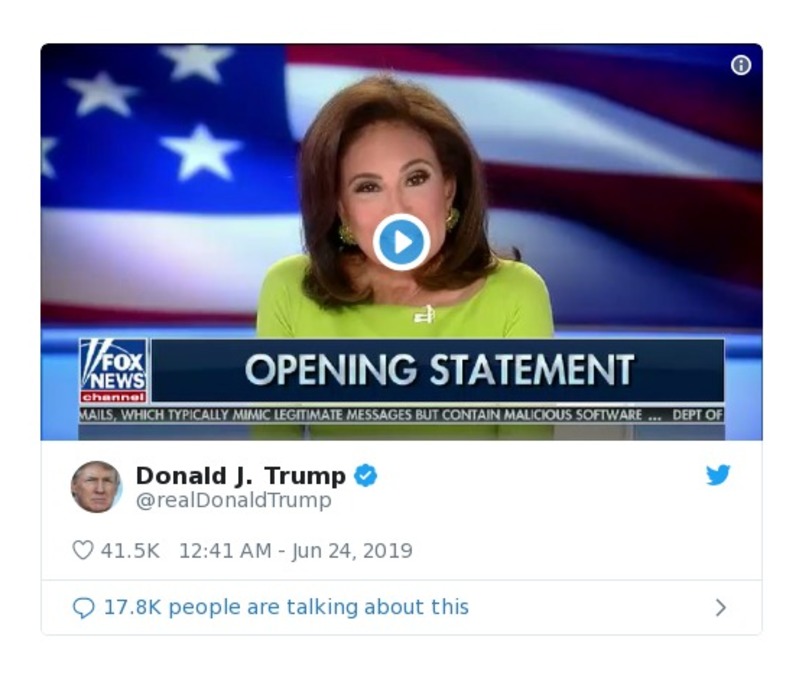 FOX
NEWS
channel
OPENING STATEMENT
MAILS, WHICH TYPICALLY MIMIC LEGITIMATE MESSAGES BUT CONTAIN MALICIOUS SOFTWARE ... DEPT OF
Donald J. Trump
@realDonaldTrump
41.5K 12:41 AM - Jun 24, 2019
17.8K people are talking about this